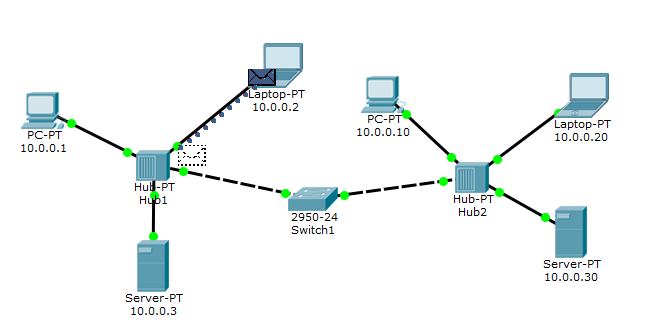 Laptop-PT
10.0.0.2
PC-PT
10.0.0.1
Hub-PT
Hub1
Server-PT
10.0.0.3
2950-24
Switch1
PC-PT
10.0.0.10
Laptop-PT
10.0.0.20
Hub-PT
Hub2
Server-PT
10.0.0.30